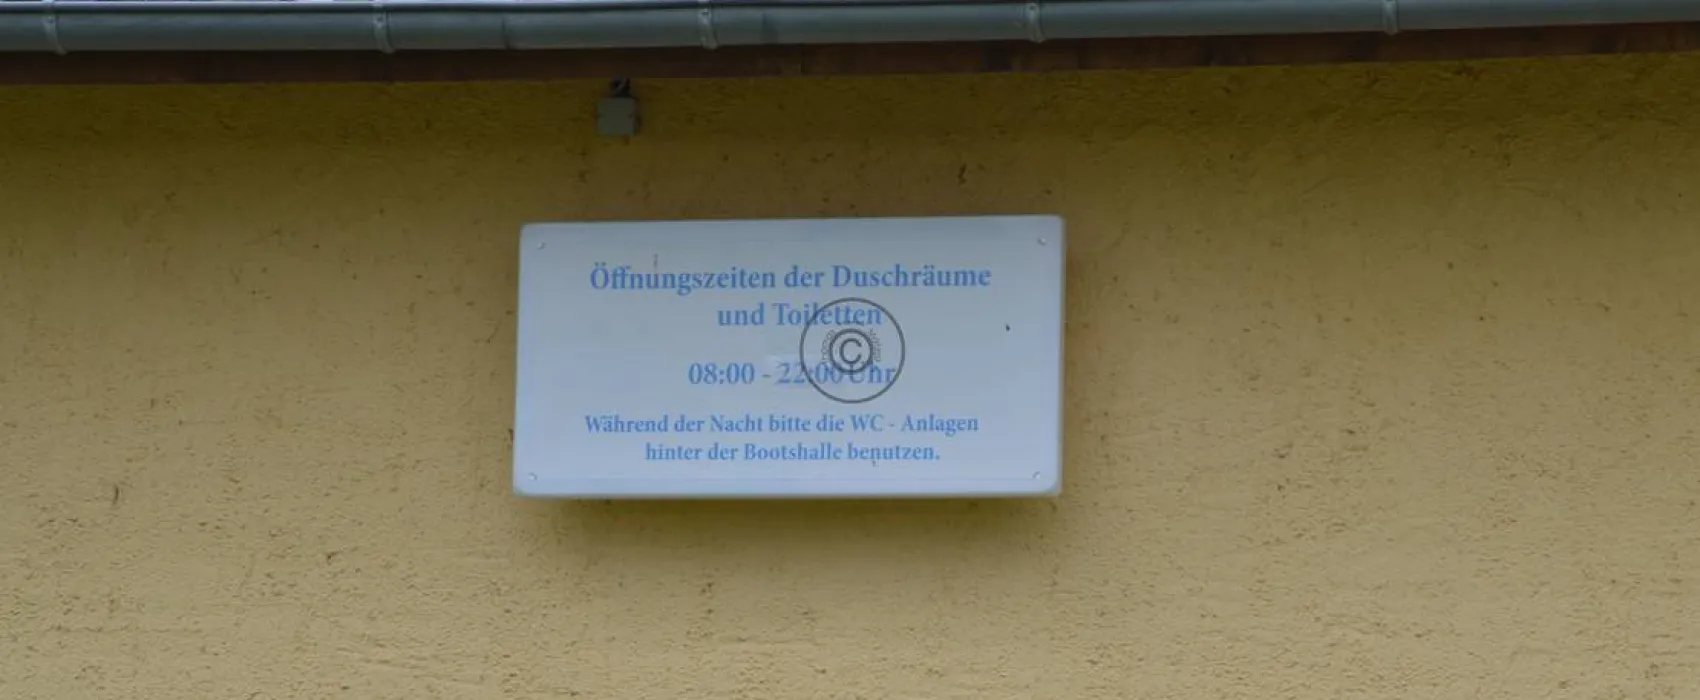 Öffnungszeiten der Duschräume
und Toiletten
08:00 - 22:00 Uhr
Während der Nacht bitte die WC - Anlagen
hinter der Bootshalle benutzen.
©